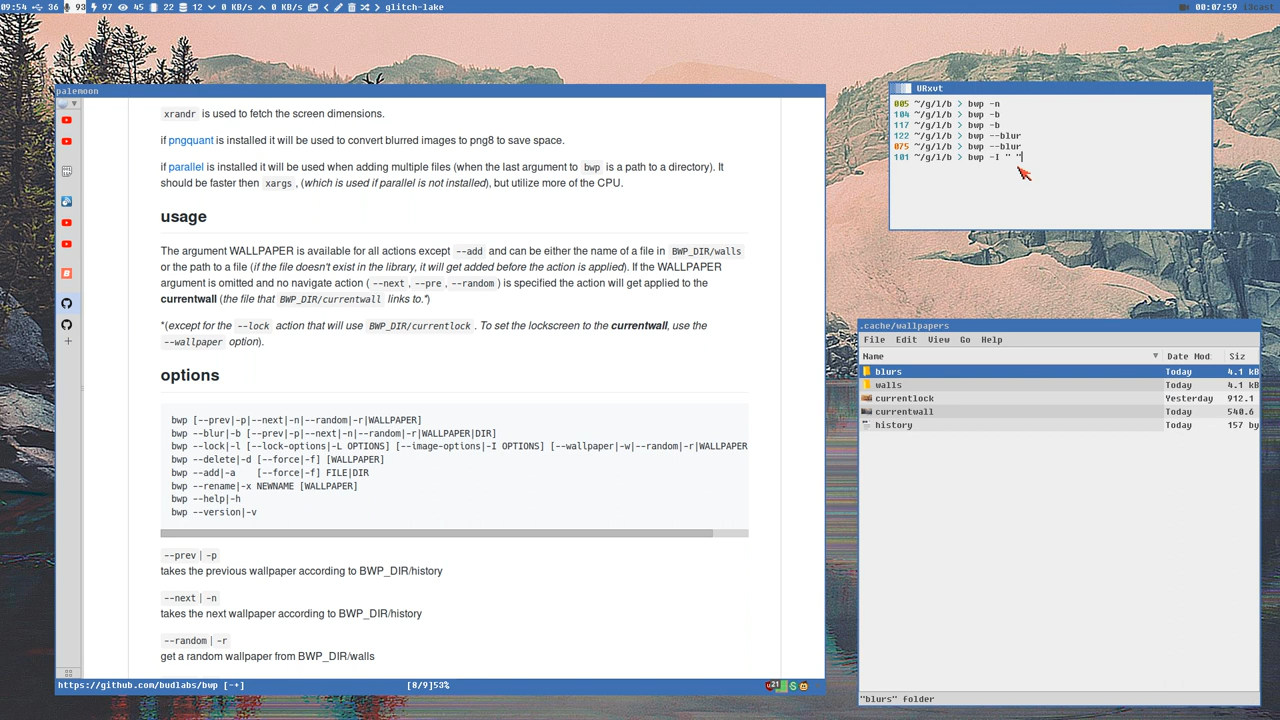 09:54 36 93 97 45 22 12 0 KB/s 0 KB/s glitch-lake 00:07:59 i3cast
palemoon
xrandr is used to fetch the screen dimensions.
if pngquant is installed it will be used to convert blurred images to png8 to save space.
if parallel is installed it will be used when adding multiple files (when the last argument to bwp is a path to a directory). It
should be faster then xargs , (which is used if parallel is not installed), but utilize more of the CPU.
usage
The argument WALLPAPER is available for all actions except --add and can be either the name of a file in BWP_DIR/walls
or the path to a file (if the file doesn't exist in the library, it will get added before the action is applied). If the WALLPAPER
argument is omitted and no navigate action ( --next , --pre , --random ) is specified the action will get applied to the
currentwall (the file that BWP_DIR/currentwall links to.*)
*(except for the --lock action that will use BWP_DIR/currentlock . To set the lockscreen to the currentwall, use the
--wallpaper option).
options
bwp [--prev|-p|--next|-n|--random|-r|WALLPAPER]
bwp --blur|-b [--prev|-p|--next|-n|--random|-r|WALLPAPER|DIR]
bwp --lock|-l [--lock-options|-L OPTIONS] [--image-options|-I OPTIONS] [--wallpaper|-w|--random|-r|WALLPAPER
bwp --delete|-d [--force|-f] [WALLPAPER]
bwp --add|-a [--force|-f] FILE|DIR
bwp --rename|-x NEWNAME [WALLPAPER]
bwp --help|-h
bwp --version|-v
--prev | -p
takes the previous wallpaper according to BWP_DIR/history
--next | -n
takes the next wallpaper according to BWP_DIR/history
--random | -r
get a random wallpaper from BWP_DIR/walls
https://github.com/budlabs/bwp [-+] [8/9]53% 21 S
URxvt
805 ~/g/l/b > bwp -n
104 ~/g/l/b > bwp -b
117 ~/g/l/b > bwp -b
122 ~/g/l/b > bwp --blur
075 ~/g/l/b > bwp --blur
101 ~/g/l/b > bwp -I " "
.cache/wallpapers
File Edit View Go Help
Name Date Mod Siz
blurs Today 4.1 kB
walls Today 4.1 kB
currentlock Yesterday 912.1
currentwall Today 540.6
history Today 157 by
"blurs" folder